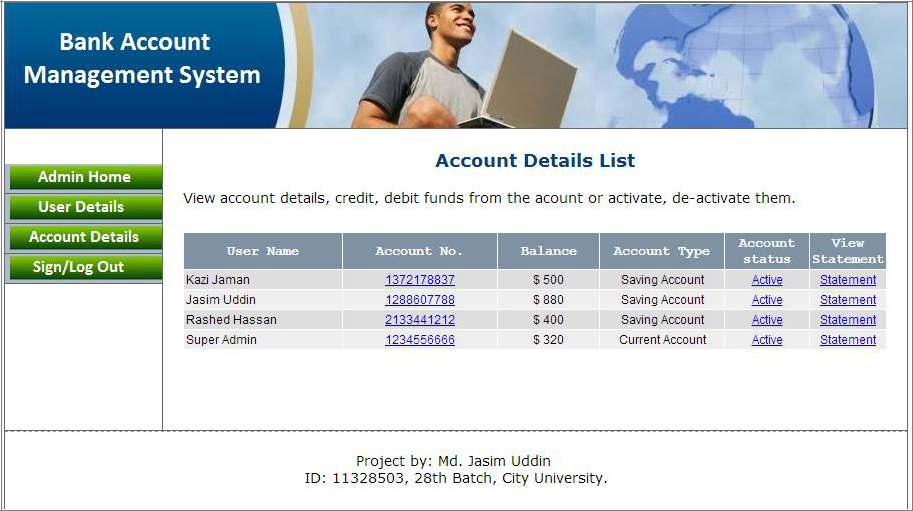 Bank Account
Management System
Admin Home
User Details
Account Details
Sign/Log Out
Account Details List
View account details, credit, debit funds from the acount or activate, de-activate them.
User Name Account No. Balance Account Type Account status View Statement
Kazi Jaman 1372178837 $ 500 Saving Account Active Statement
Jasim Uddin 1288607788 $ 880 Saving Account Active Statement
Rashed Hassan 2133441212 $ 400 Saving Account Active Statement
Super Admin 1234556666 $ 320 Current Account Active Statement
Project by: Md. Jasim Uddin
ID: 11328503, 28th Batch, City University.